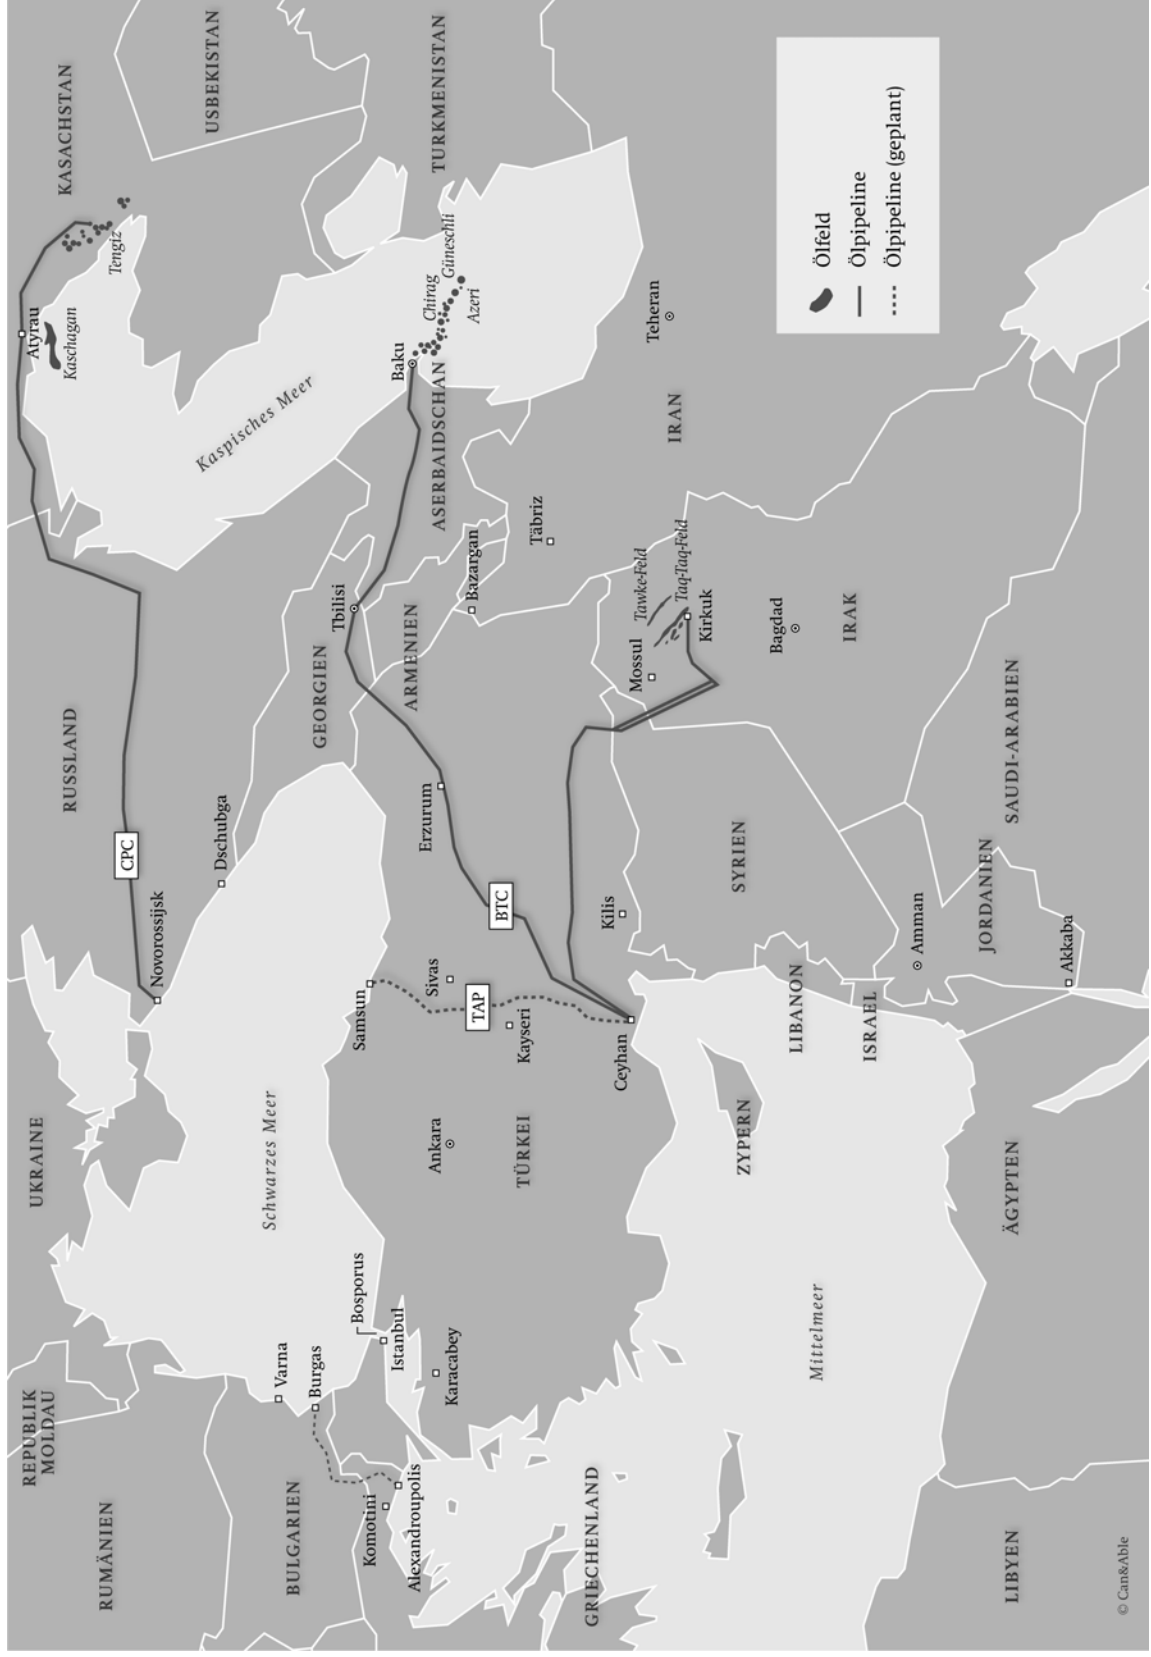 REPUBLIK
MOLDAU
UKRAINE
RUSSLAND
KASACHSTAN
USBEKISTAN
TURKMENISTAN
RUMÄNIEN
BULGARIEN
GRIECHENLAND
LIBYEN
Varna
Burgas
Komotini
Alexandroupolis
Bosporus
Istanbul
Karacabey
Schwarzes Meer
Novorossijsk
CPC
Dschubga
Atyrau
Kaschagan
Tengiz
Kaspisches Meer
GEORGIEN
Tbilisi
ARMENIEN
ASERBAIDSCHAN
Baku
Chirag
Güneschli
Azeri
Samsun
Sivas
TAP
Kayseri
Ankara
TÜRKEI
Erzurum
BTC
Ceyhan
Kilis
Bazargan
Täbriz
Teheran
IRAN
Tawke-Feld
Taq-Taq-Feld
Mossul
Kirkuk
Bagdad
IRAK
SYRIEN
ZYPERN
LIBANON
ISRAEL
Amman
JORDANIEN
Akkaba
SAUDI-ARABIEN
ÄGYPTEN
Mittelmeer
Ölfeld
Ölpipeline
Ölpipeline (geplant)
© Can&Able